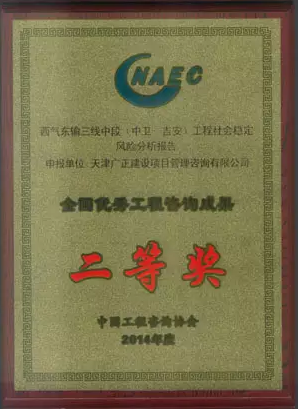 CNAEC
西气东输三线中段（中卫 吉安）工程社会稳定
风险分析报告
申报单位：天津广正建设项目管理咨询有限公司
全国优秀工程咨询成果
二等奖
中国工程咨询协会
2014年度